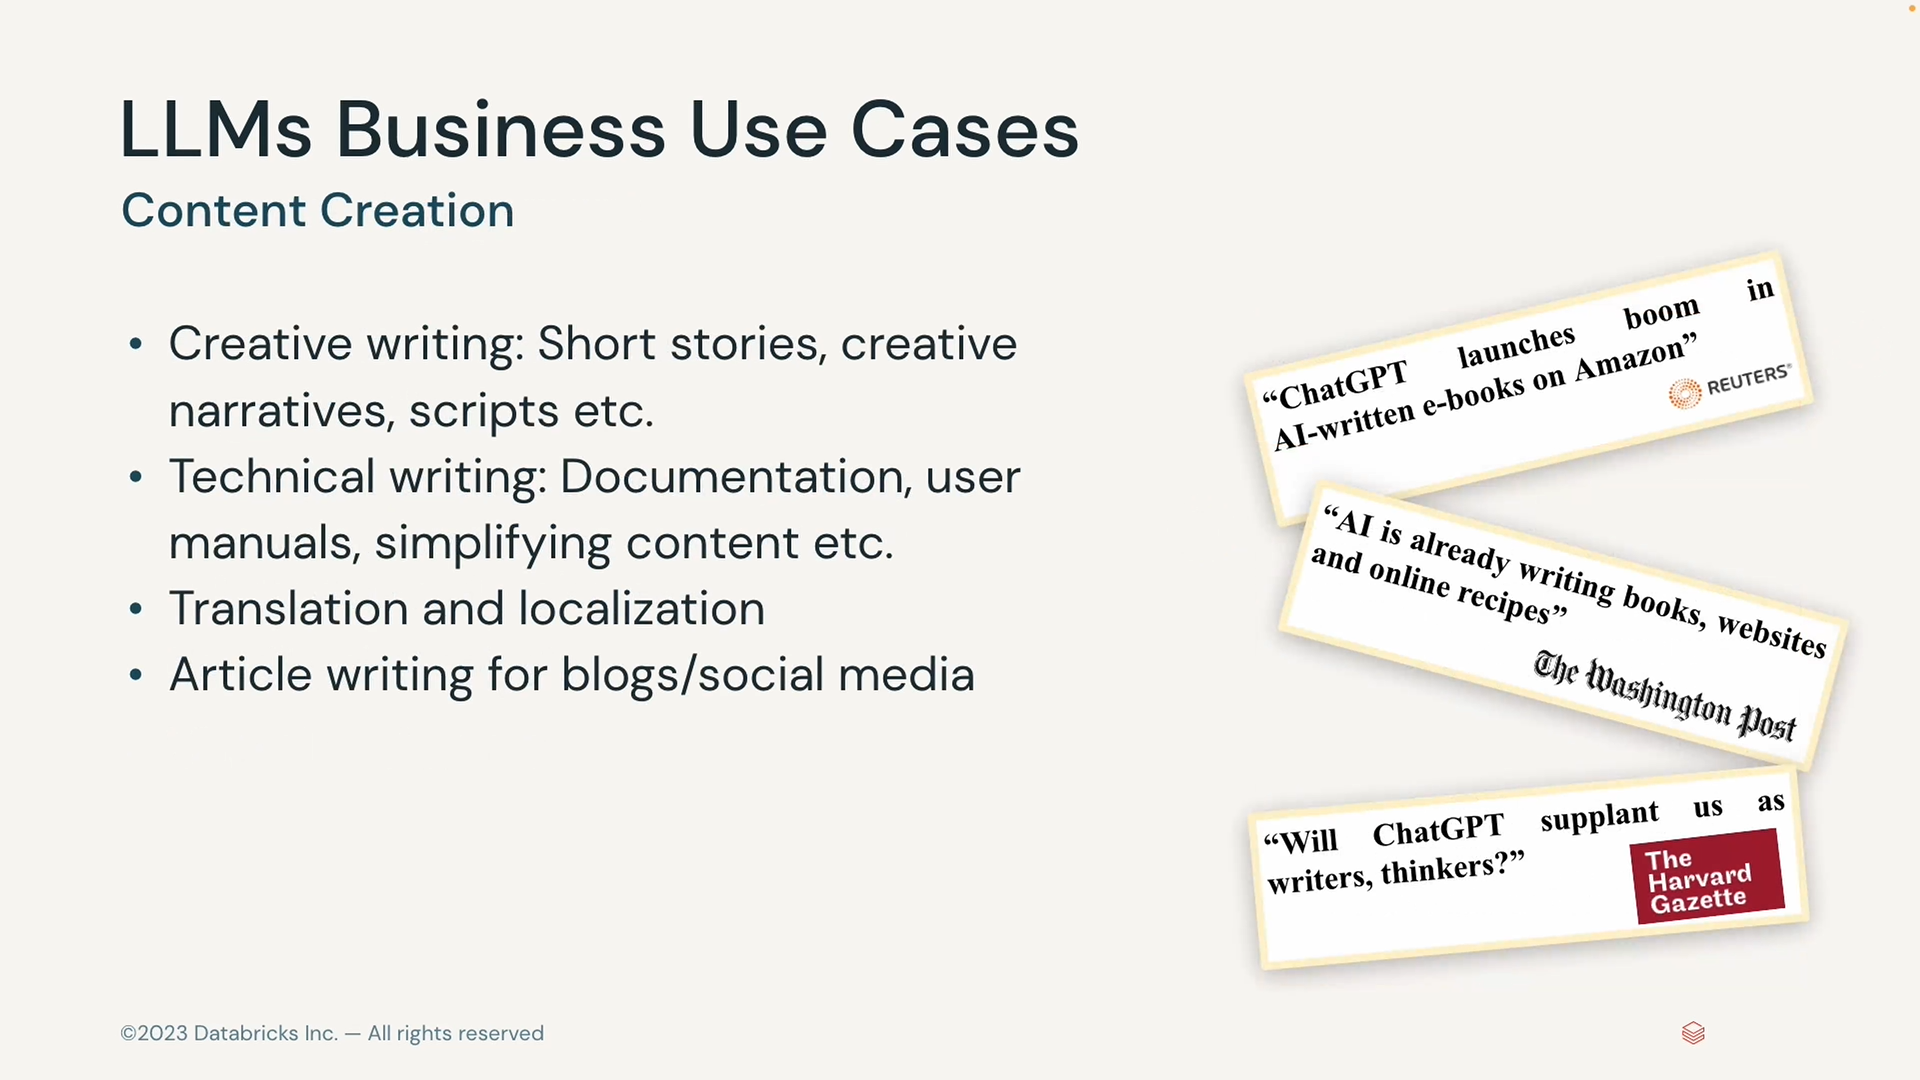 LLMs Business Use Cases
Content Creation
• Creative writing: Short stories, creative
narratives, scripts etc.
• Technical writing: Documentation, user
manuals, simplifying content etc.
• Translation and localization
• Article writing for blogs/social media
“ChatGPT launches boom in
AI-written e-books on Amazon”
REUTERS®
“AI is already writing books, websites
and online recipes”
The Washington Post
“Will ChatGPT supplant us as
writers, thinkers?”
The
Harvard
Gazette
©2023 Databricks Inc. — All rights reserved